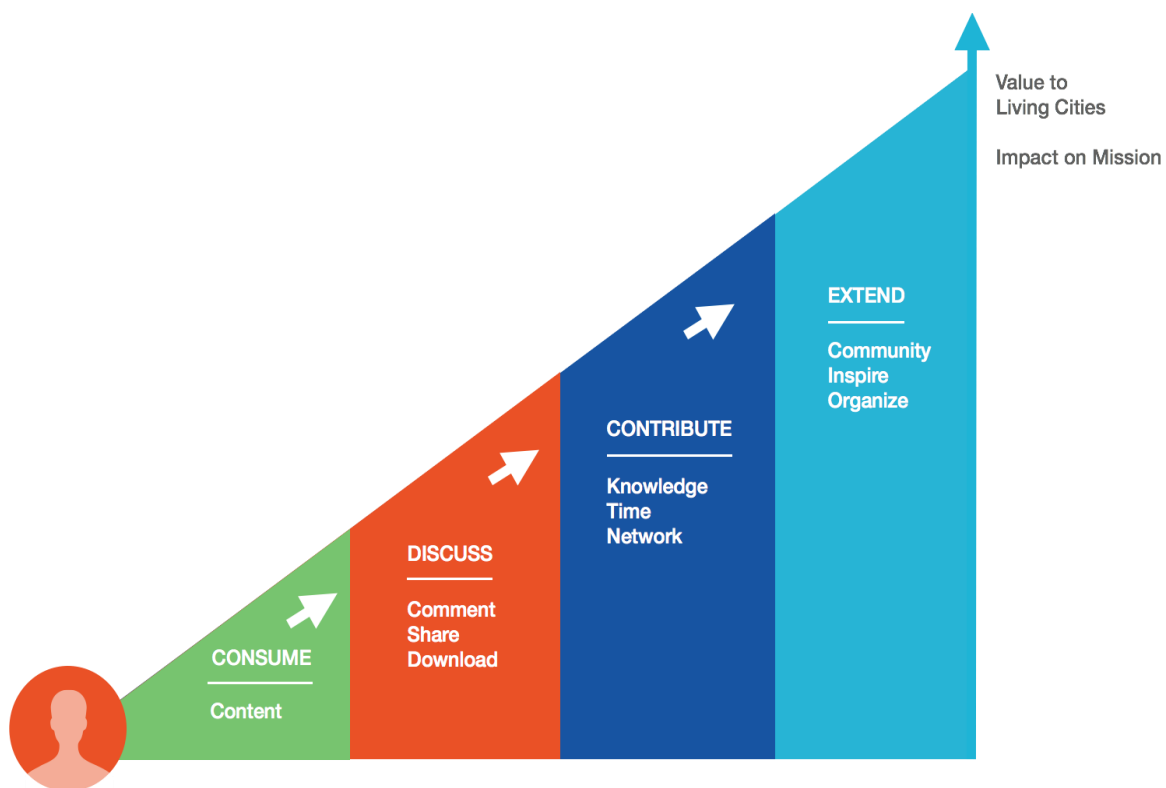 Value to
Living Cities
Impact on Mission
EXTEND
Community
Inspire
Organize
CONTRIBUTE
Knowledge
Time
Network
DISCUSS
Comment
Share
Download
CONSUME
Content